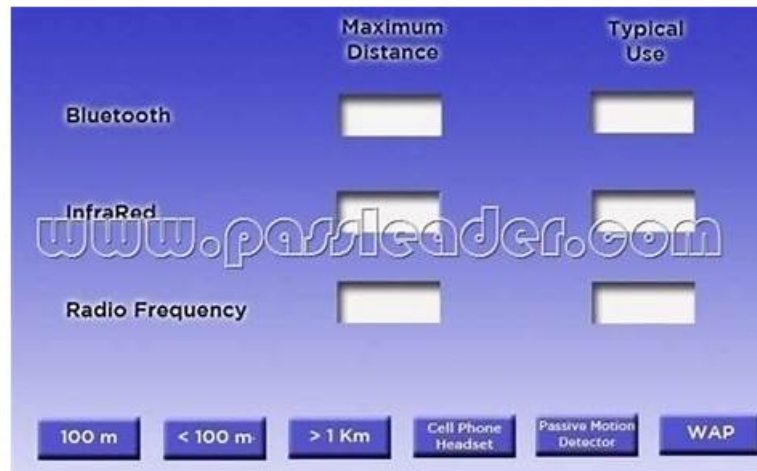 Maximum Distance
Typical Use
Bluetooth
InfraRed
www.passleader.com
Radio Frequency
100 m
< 100 m
> 1 Km
Cell Phone Headset
Passive Motion Detector
WAP